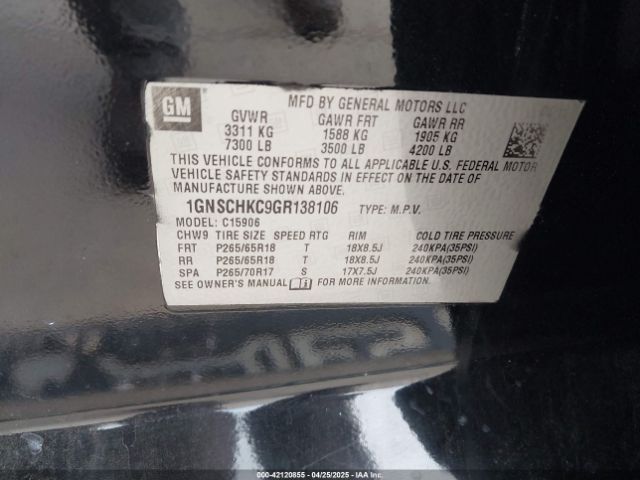 GM
MFD BY GENERAL MOTORS LLC
GVWR GAWR FRT GAWR RR
3311 KG 1588 KG 1905 KG
7300 LB 3500 LB 4200 LB
THIS VEHICLE CONFORMS TO ALL APPLICABLE U.S. FEDERAL MOTOR
VEHICLE SAFETY STANDARDS IN EFFECT ON THE DATE OF
MANUFACTURE SHOWN ABOVE.
1GNSCHKC9GR138106 TYPE: M.P.V.
MODEL: C15906
CHW9 TIRE SIZE SPEED RTG RIM COLD TIRE PRESSURE
FRT P265/65R18 T 18X8.5J 240KPA(35PSI)
RR P265/65R18 T 18X8.5J 240KPA(35PSI)
SPA P265/70R17 S 17X7.5J 240KPA(35PSI)
SEE OWNER'S MANUAL FOR MORE INFORMATION.
000-42120855 - 04/25/2025 - IAA Inc.